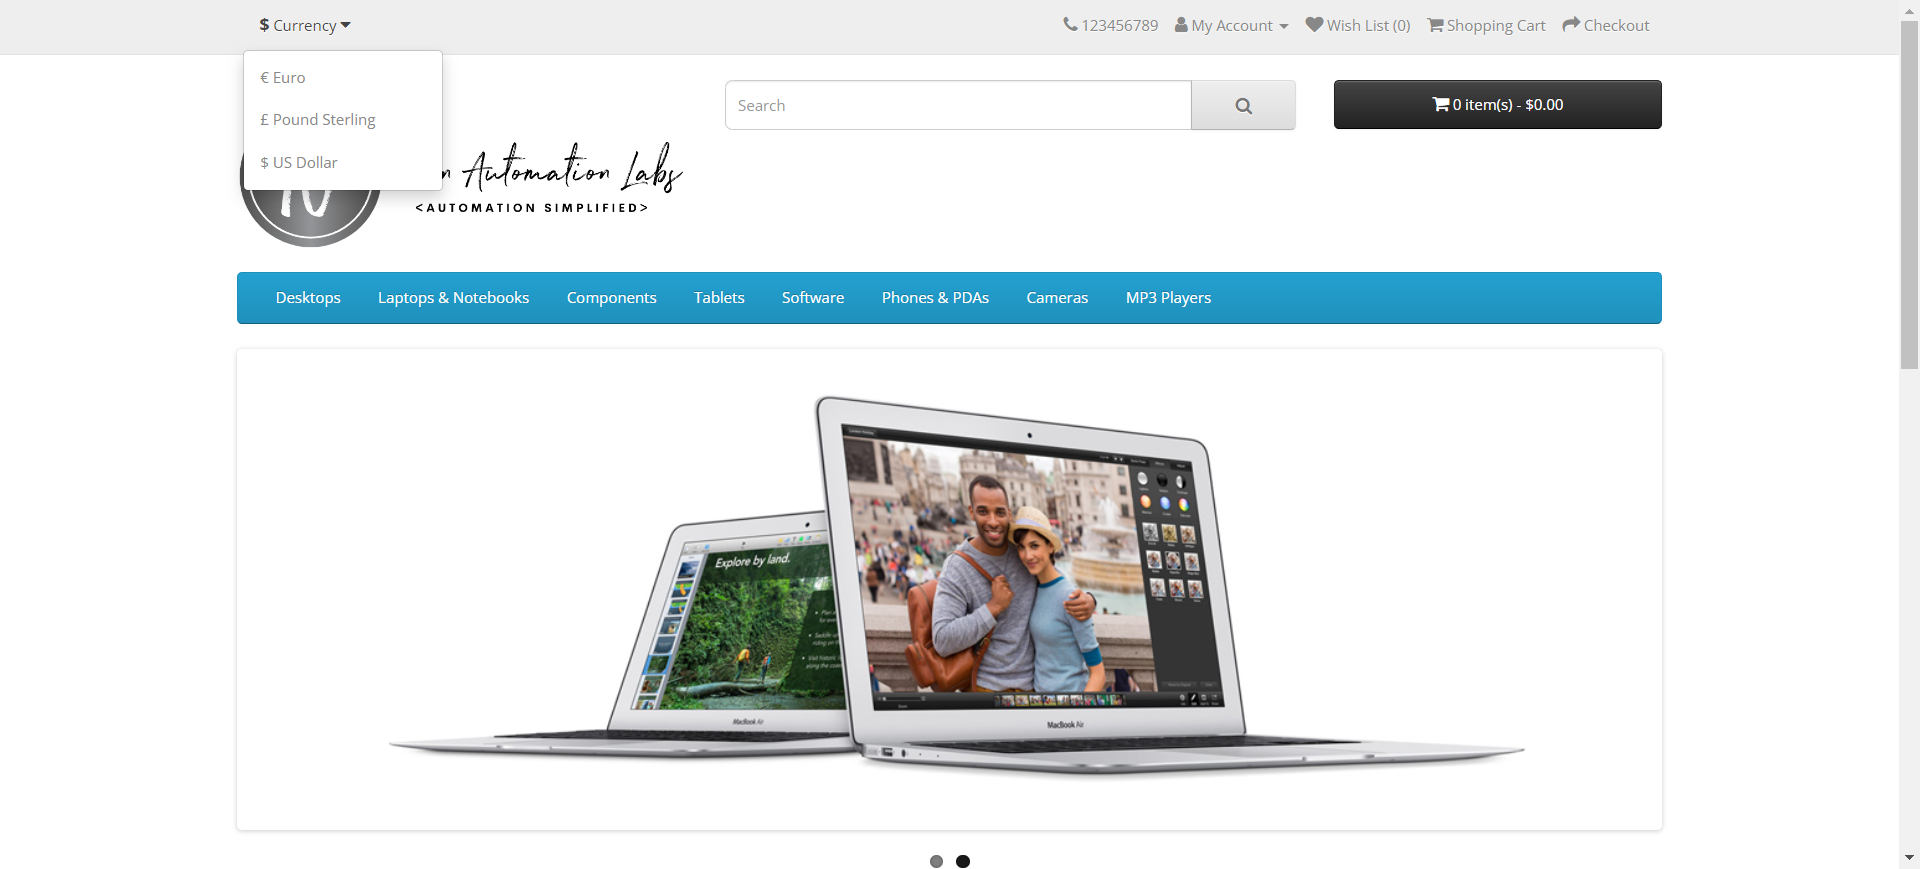 $ Currency
123456789 My Account Wish List (0) Shopping Cart Checkout
€ Euro
£ Pound Sterling
$ US Dollar
Search
0 item(s) - $0.00
Automation Labs
<AUTOMATION SIMPLIFIED>
Desktops Laptops & Notebooks Components Tablets Software Phones & PDAs Cameras MP3 Players
Explore by land.
MacBook Air
MacBook Air